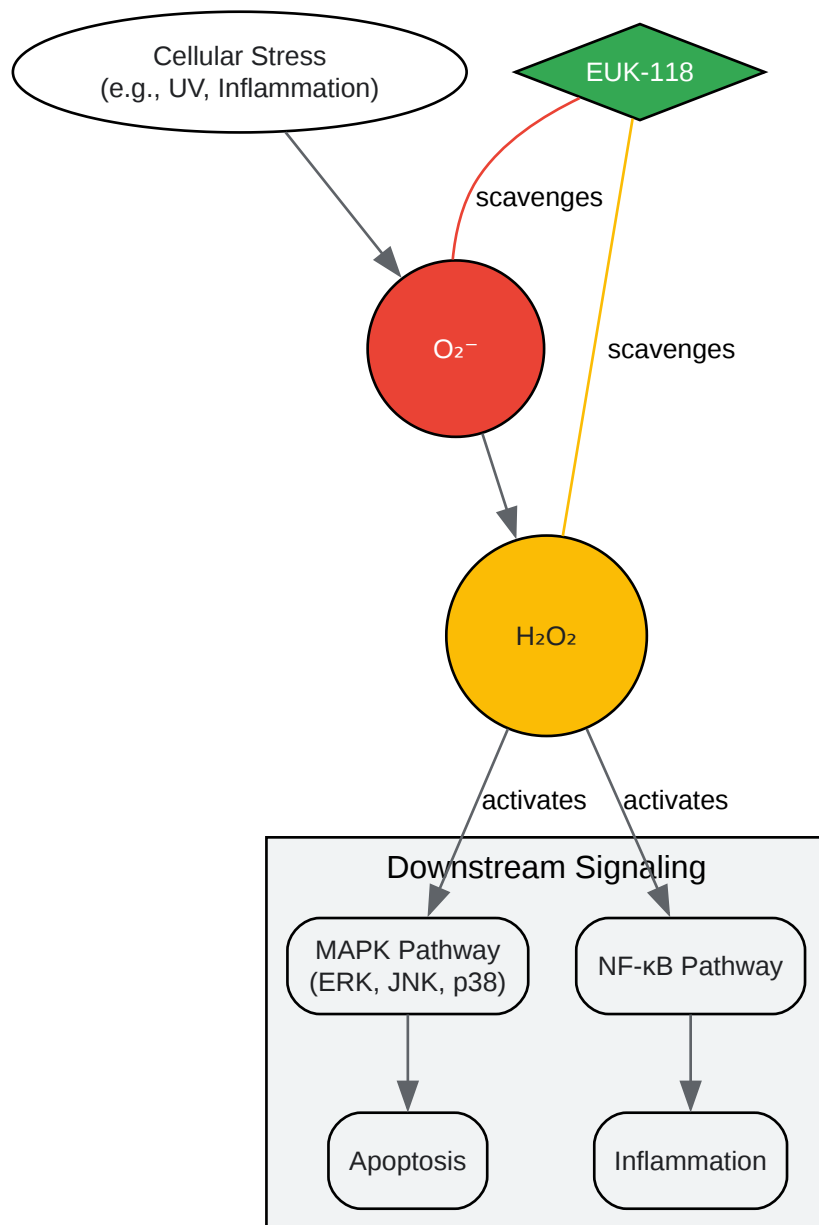 Cellular Stress
(e.g., UV, Inflammation)
EUK-118
scavenges
O₂⁻
scavenges
H₂O₂
activates
activates
Downstream Signaling
MAPK Pathway
(ERK, JNK, p38)
NF-κB Pathway
Apoptosis
Inflammation